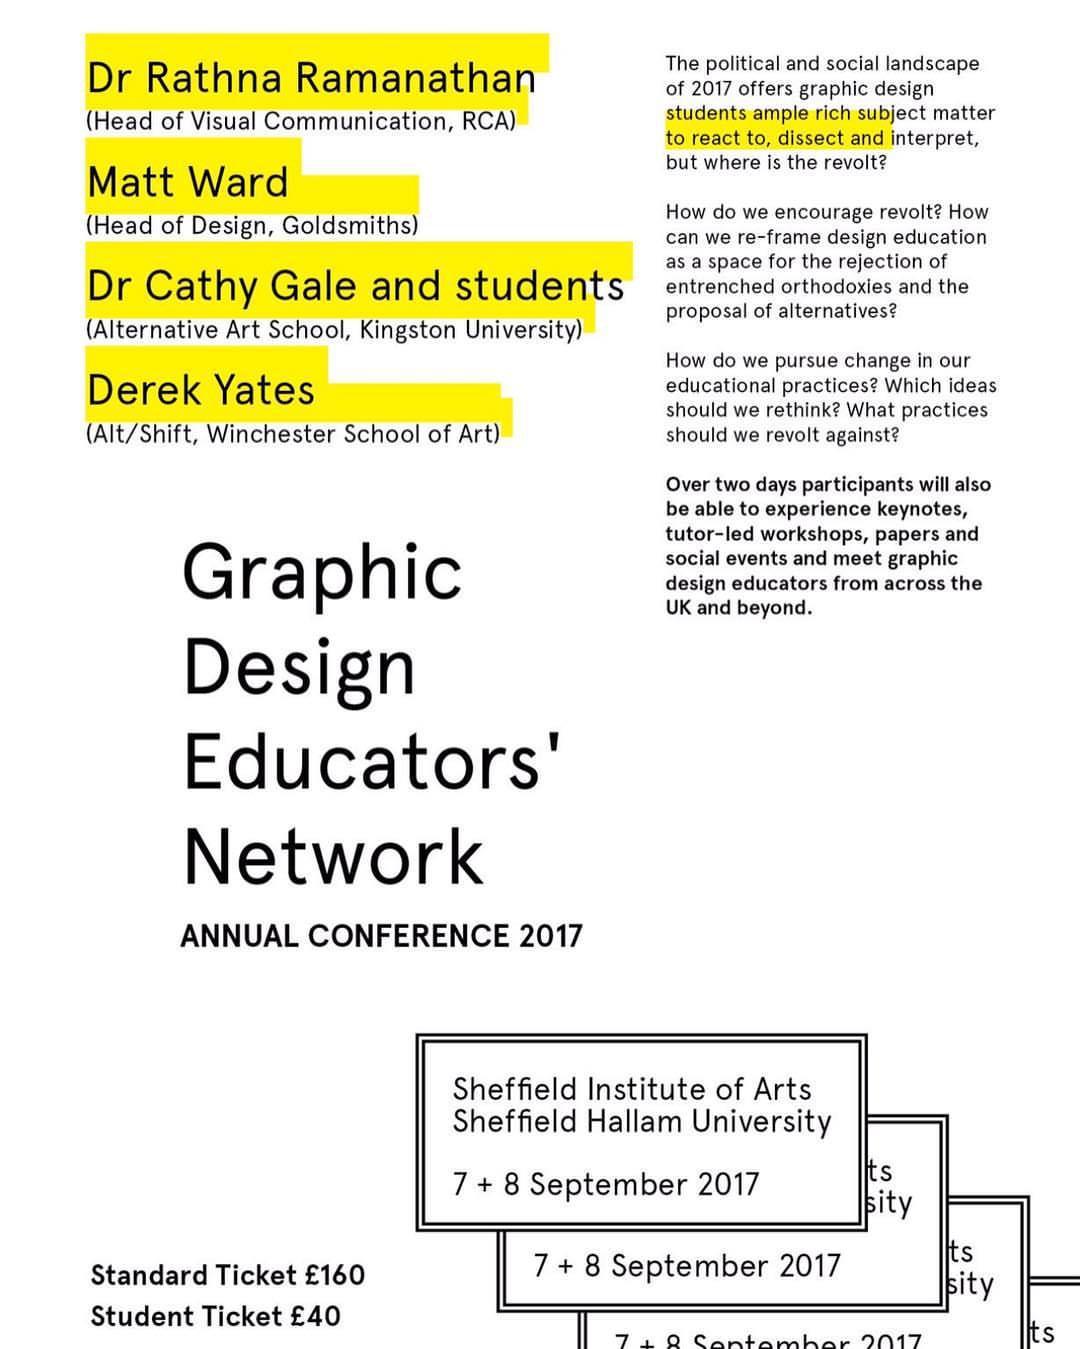 Dr Rathna Ramanathan
(Head of Visual Communication, RCA)
Matt Ward
(Head of Design, Goldsmiths)
Dr Cathy Gale and students
(Alternative Art School, Kingston University)
Derek Yates
(Alt/Shift, Winchester School of Art)
The political and social landscape
of 2017 offers graphic design
students ample rich subject matter
to react to, dissect and interpret,
but where is the revolt?
How do we encourage revolt? How
can we re-frame design education
as a space for the rejection of
entrenched orthodoxies and the
proposal of alternatives?
How do we pursue change in our
educational practices? Which ideas
should we rethink? What practices
should we revolt against?
Over two days participants will also
be able to experience keynotes,
tutor-led workshops, papers and
social events and meet graphic
design educators from across the
UK and beyond.
Graphic
Design
Educators'
Network
ANNUAL CONFERENCE 2017
Sheffield Institute of Arts
Sheffield Hallam University
7 + 8 September 2017
ts
sity
7 + 8 September 2017
ts
sity
7 + 8 September 2017
ts
Standard Ticket £160
Student Ticket £40